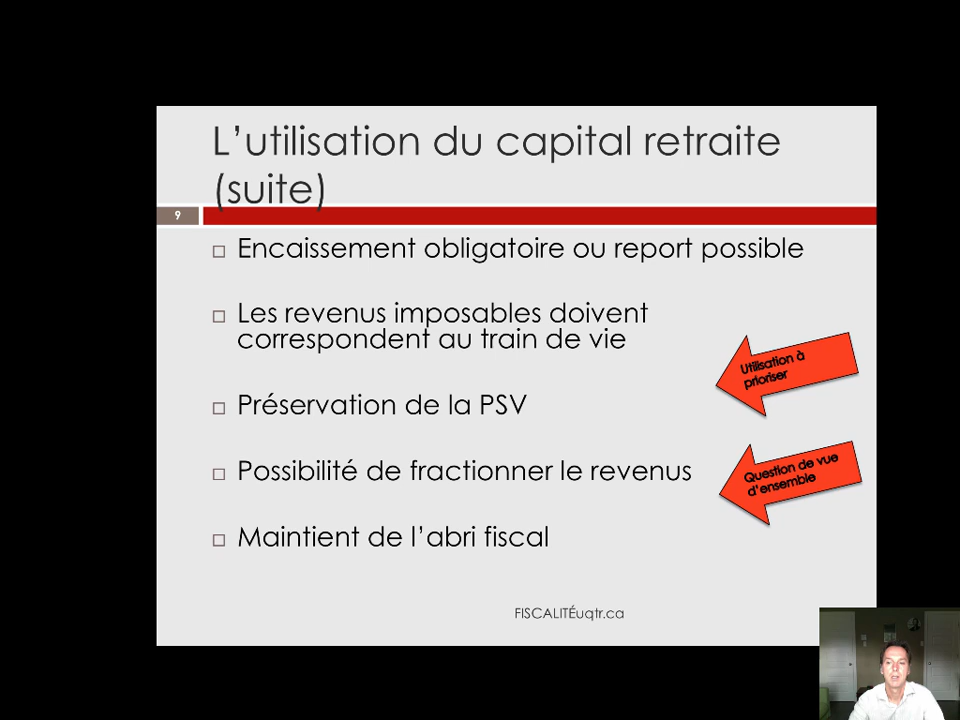 L'utilisation du capital retraite
(suite)
9
Encaissement obligatoire ou report possible
Les revenus imposables doivent
correspondent au train de vie
Utilisation à
prioriser
Préservation de la PSV
Possibilité de fractionner le revenus
Question de vue
d'ensemble
Maintient de l'abri fiscal
FISCALITÉuqtr.ca